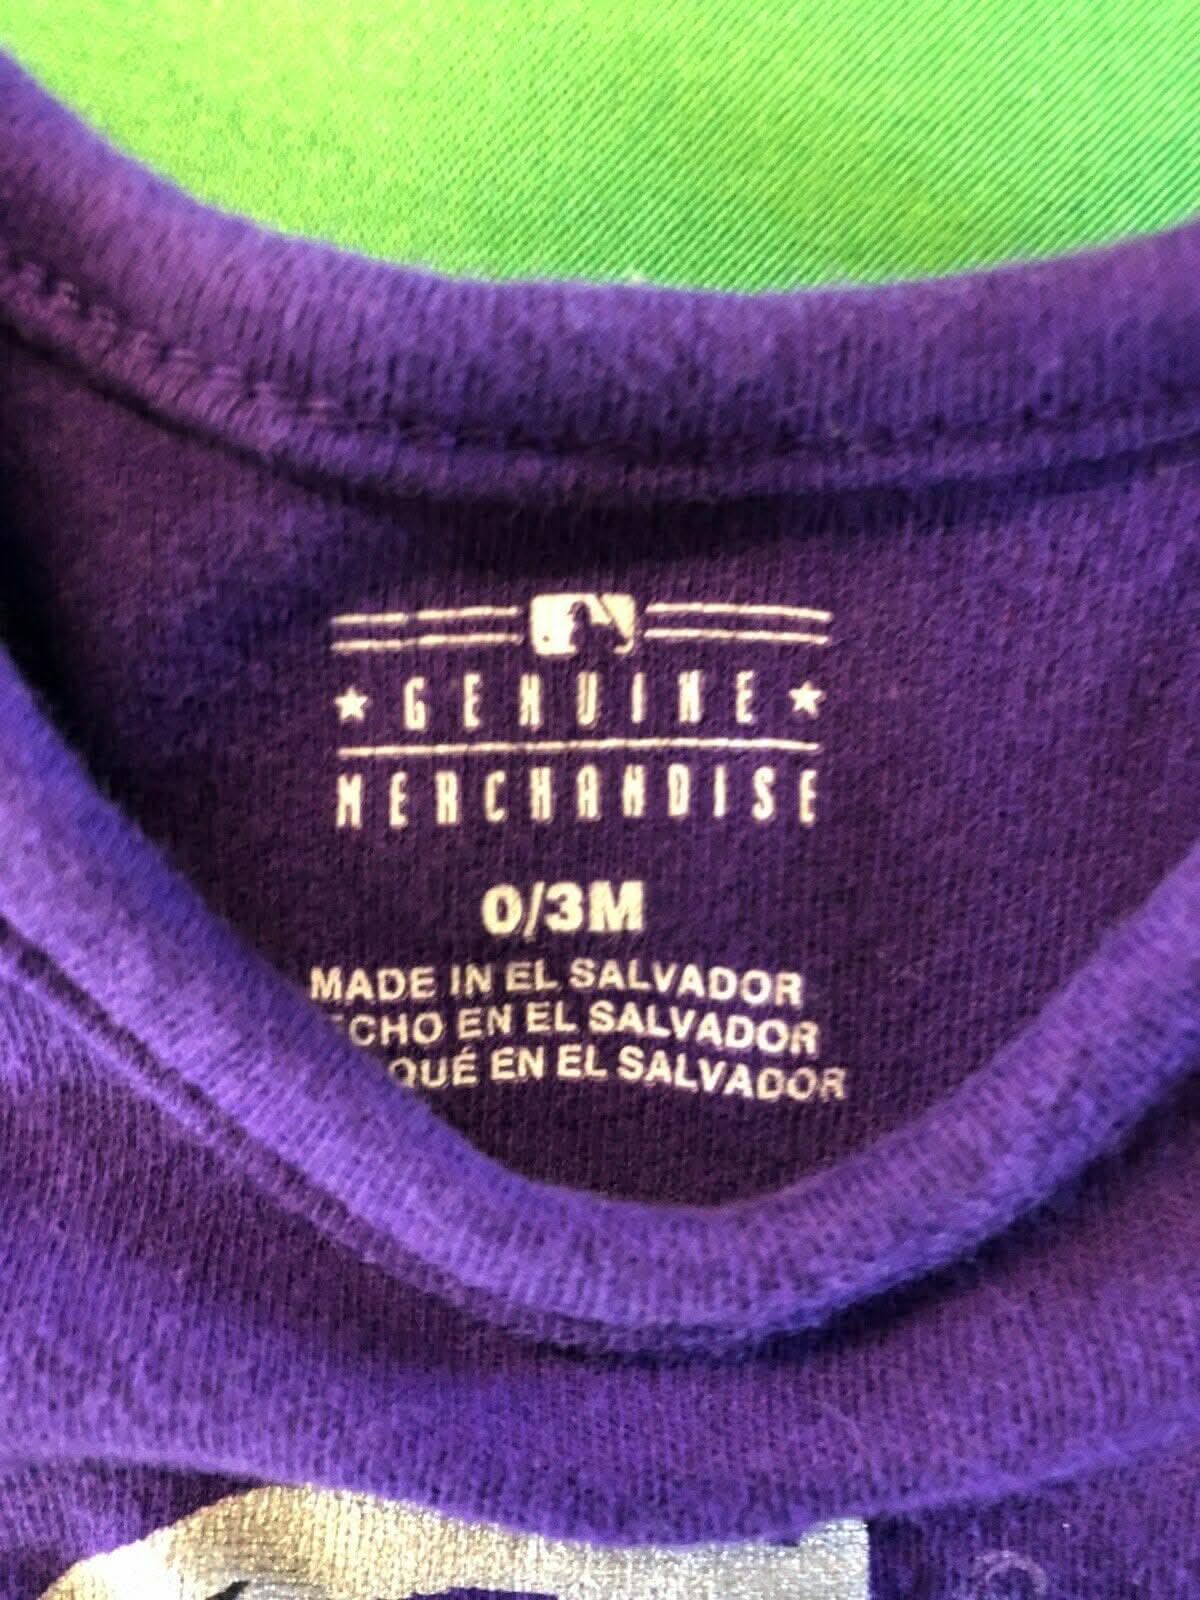 GENUINE
MERCHANDISE
0/3M
MADE IN EL SALVADOR
ECHO EN EL SALVADOR
QUÉ EN EL SALVADOR